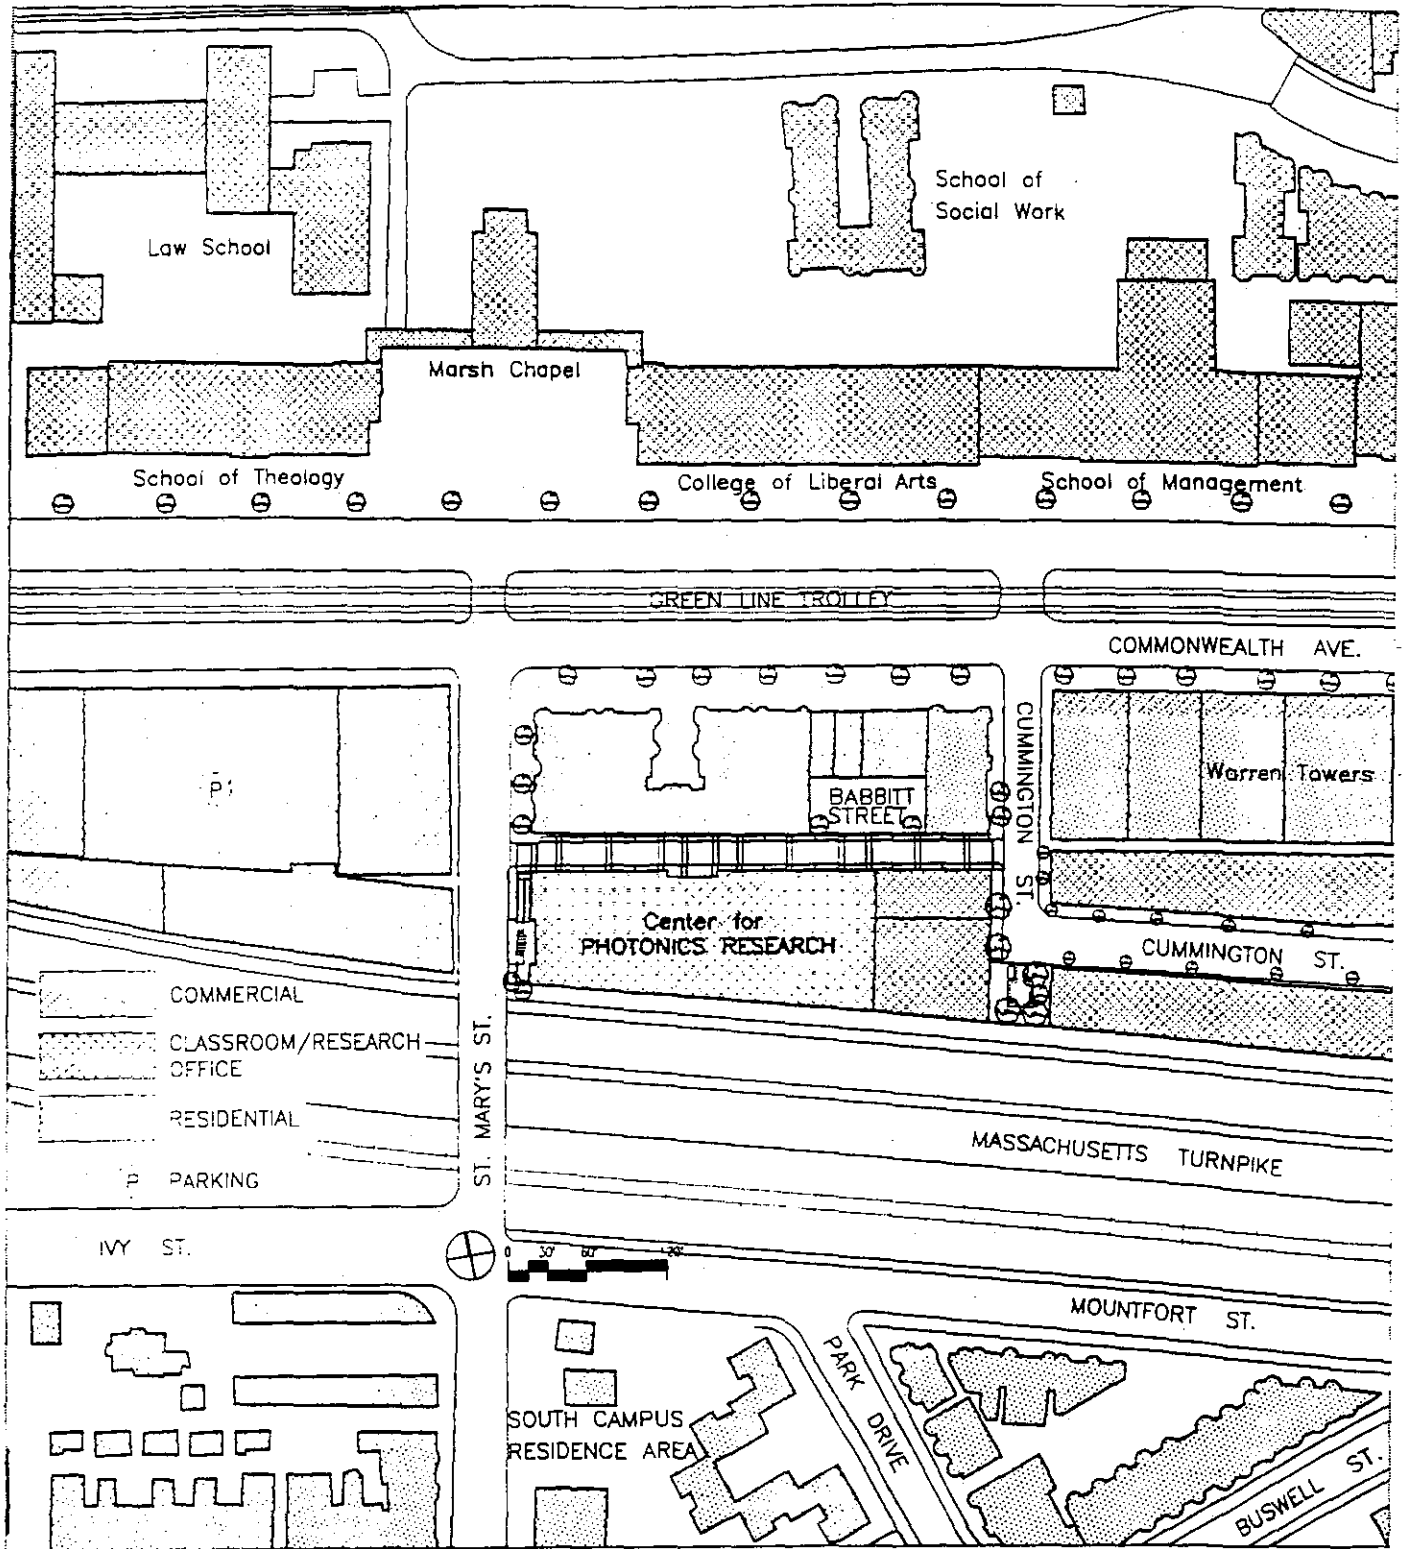 School of
Social Work
Law School
Marsh Chapel
School of Theology
College of Liberal Arts
School of Management
GREEN LINE TROLLEY
COMMONWEALTH AVE.
CUMMINGTON ST.
P1
BABBITT
STREET
Warren Towers
Center for
PHOTONICS RESEARCH
CUMMINGTON ST.
COMMERCIAL
CLASSROOM/RESEARCH
OFFICE
RESIDENTIAL
P PARKING
ST. MARY'S ST.
MASSACHUSETTS TURNPIKE
IVY ST.
0 30' 60' 120'
MOUNTFORT ST.
PARK DRIVE
SOUTH CAMPUS
RESIDENCE AREA
BUSWELL ST.